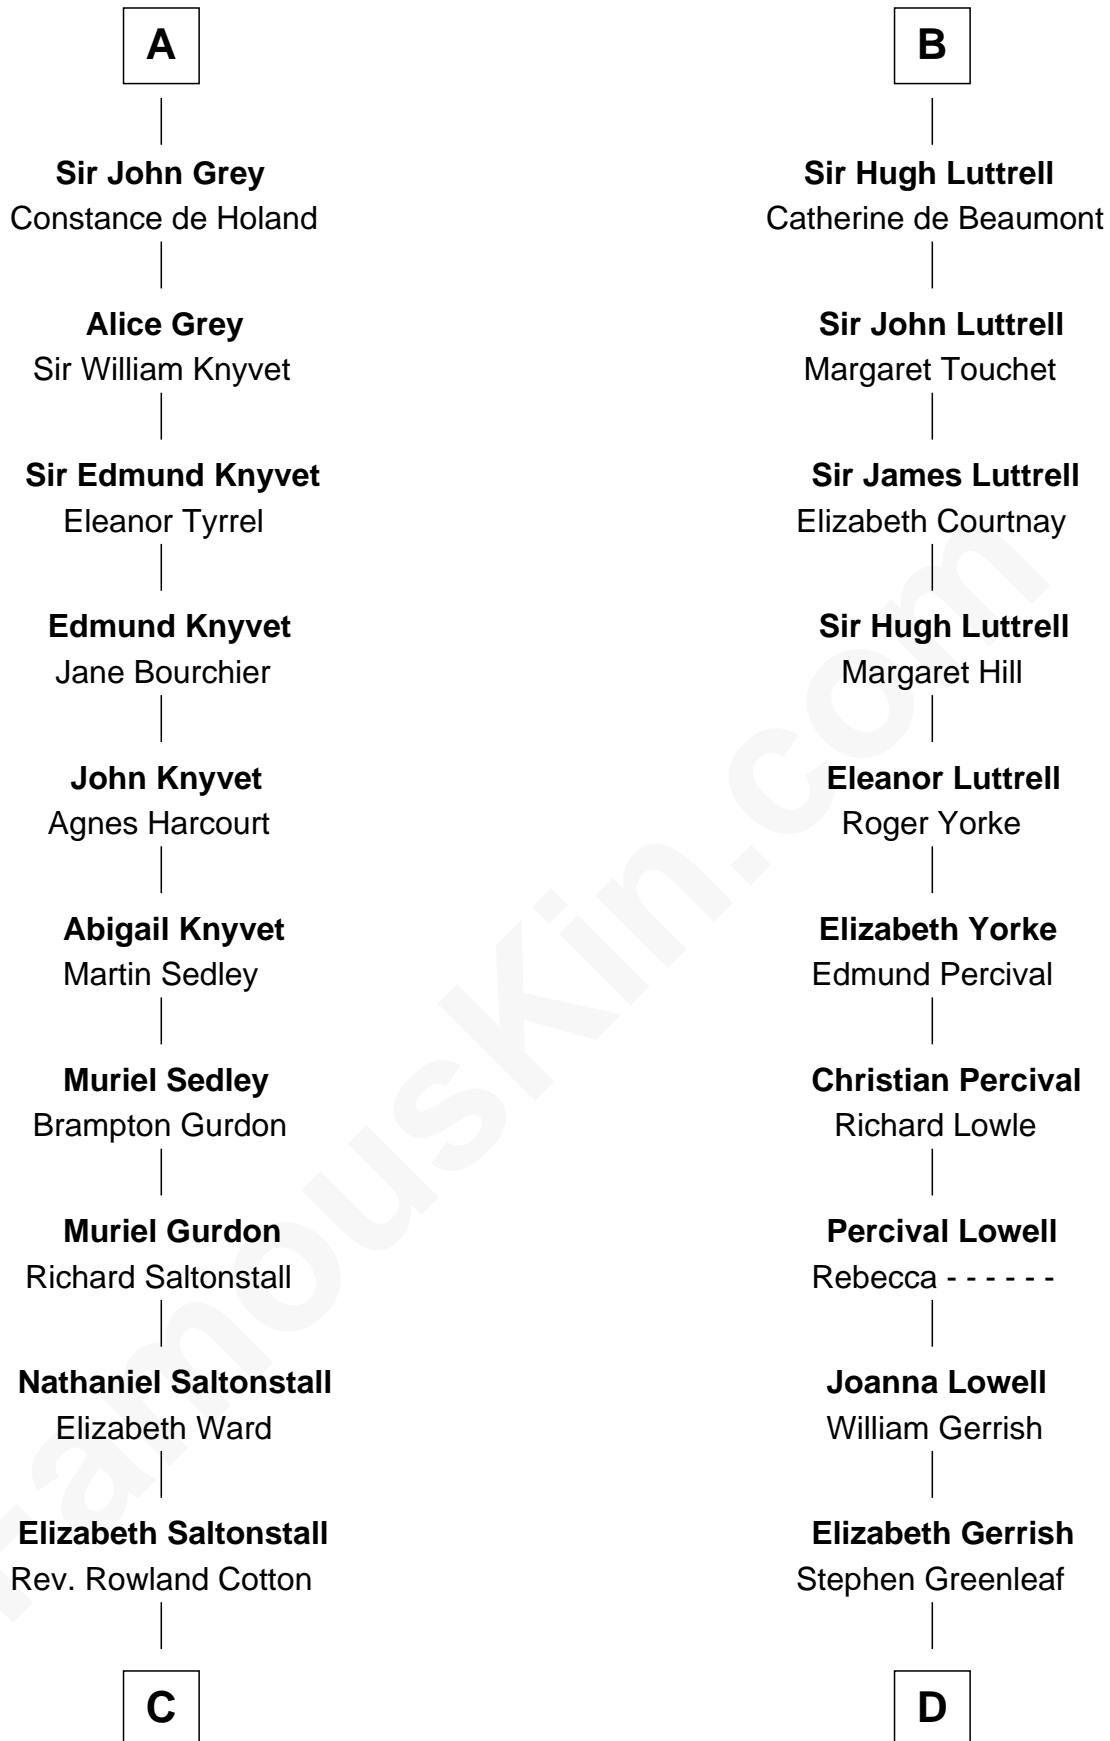 A
Sir John Grey
Constance de Holand
Alice Grey
Sir William Knyvet
Sir Edmund Knyvet
Eleanor Tyrrel
Edmund Knyvet
Jane Bourchier
John Knyvet
Agnes Harcourt
Abigail Knyvet
Martin Sedley
Muriel Sedley
Brampton Gurdon
Muriel Gurdon
Richard Saltonstall
Nathaniel Saltonstall
Elizabeth Ward
Elizabeth Saltonstall
Rev. Rowland Cotton
C
B
Sir Hugh Luttrell
Catherine de Beaumont
Sir John Luttrell
Margaret Touchet
Sir James Luttrell
Elizabeth Courtnay
Sir Hugh Luttrell
Margaret Hill
Eleanor Luttrell
Roger Yorke
Elizabeth Yorke
Edmund Percival
Christian Percival
Richard Lowle
Percival Lowell
Rebecca - - - - - -
Joanna Lowell
William Gerrish
Elizabeth Gerrish
Stephen Greenleaf
D
FamousKin.com